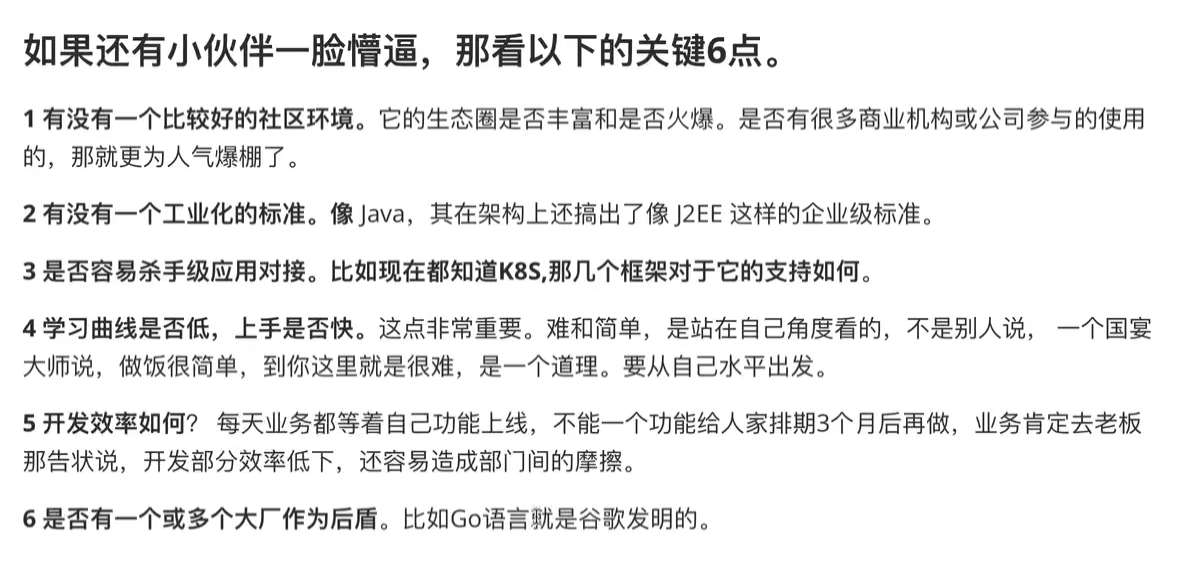 如果还有小伙伴一脸懵逼，那看以下的关键6点。
1 有没有一个比较好的社区环境。它的生态圈是否丰富和是否火爆。是否有很多商业机构或公司参与的使用
的，那就更为人气爆棚了。
2 有没有一个工业化的标准。像 Java，其在架构上还搞出了像 J2EE 这样的企业级标准。
3 是否容易杀手级应用对接。比如现在都知道K8S,那几个框架对于它的支持如何。
4 学习曲线是否低，上手是否快。这点非常重要。难和简单，是站在自己角度看的，不是别人说， 一个国宴
大师说，做饭很简单，到你这里就是很难，是一个道理。要从自己水平出发。
5 开发效率如何？ 每天业务都等着自己功能上线，不能一个功能给人家排期3个月后再做，业务肯定去老板
那告状说，开发部分效率低下，还容易造成部门间的摩擦。
6 是否有一个或多个大厂作为后盾。比如Go语言就是谷歌发明的。